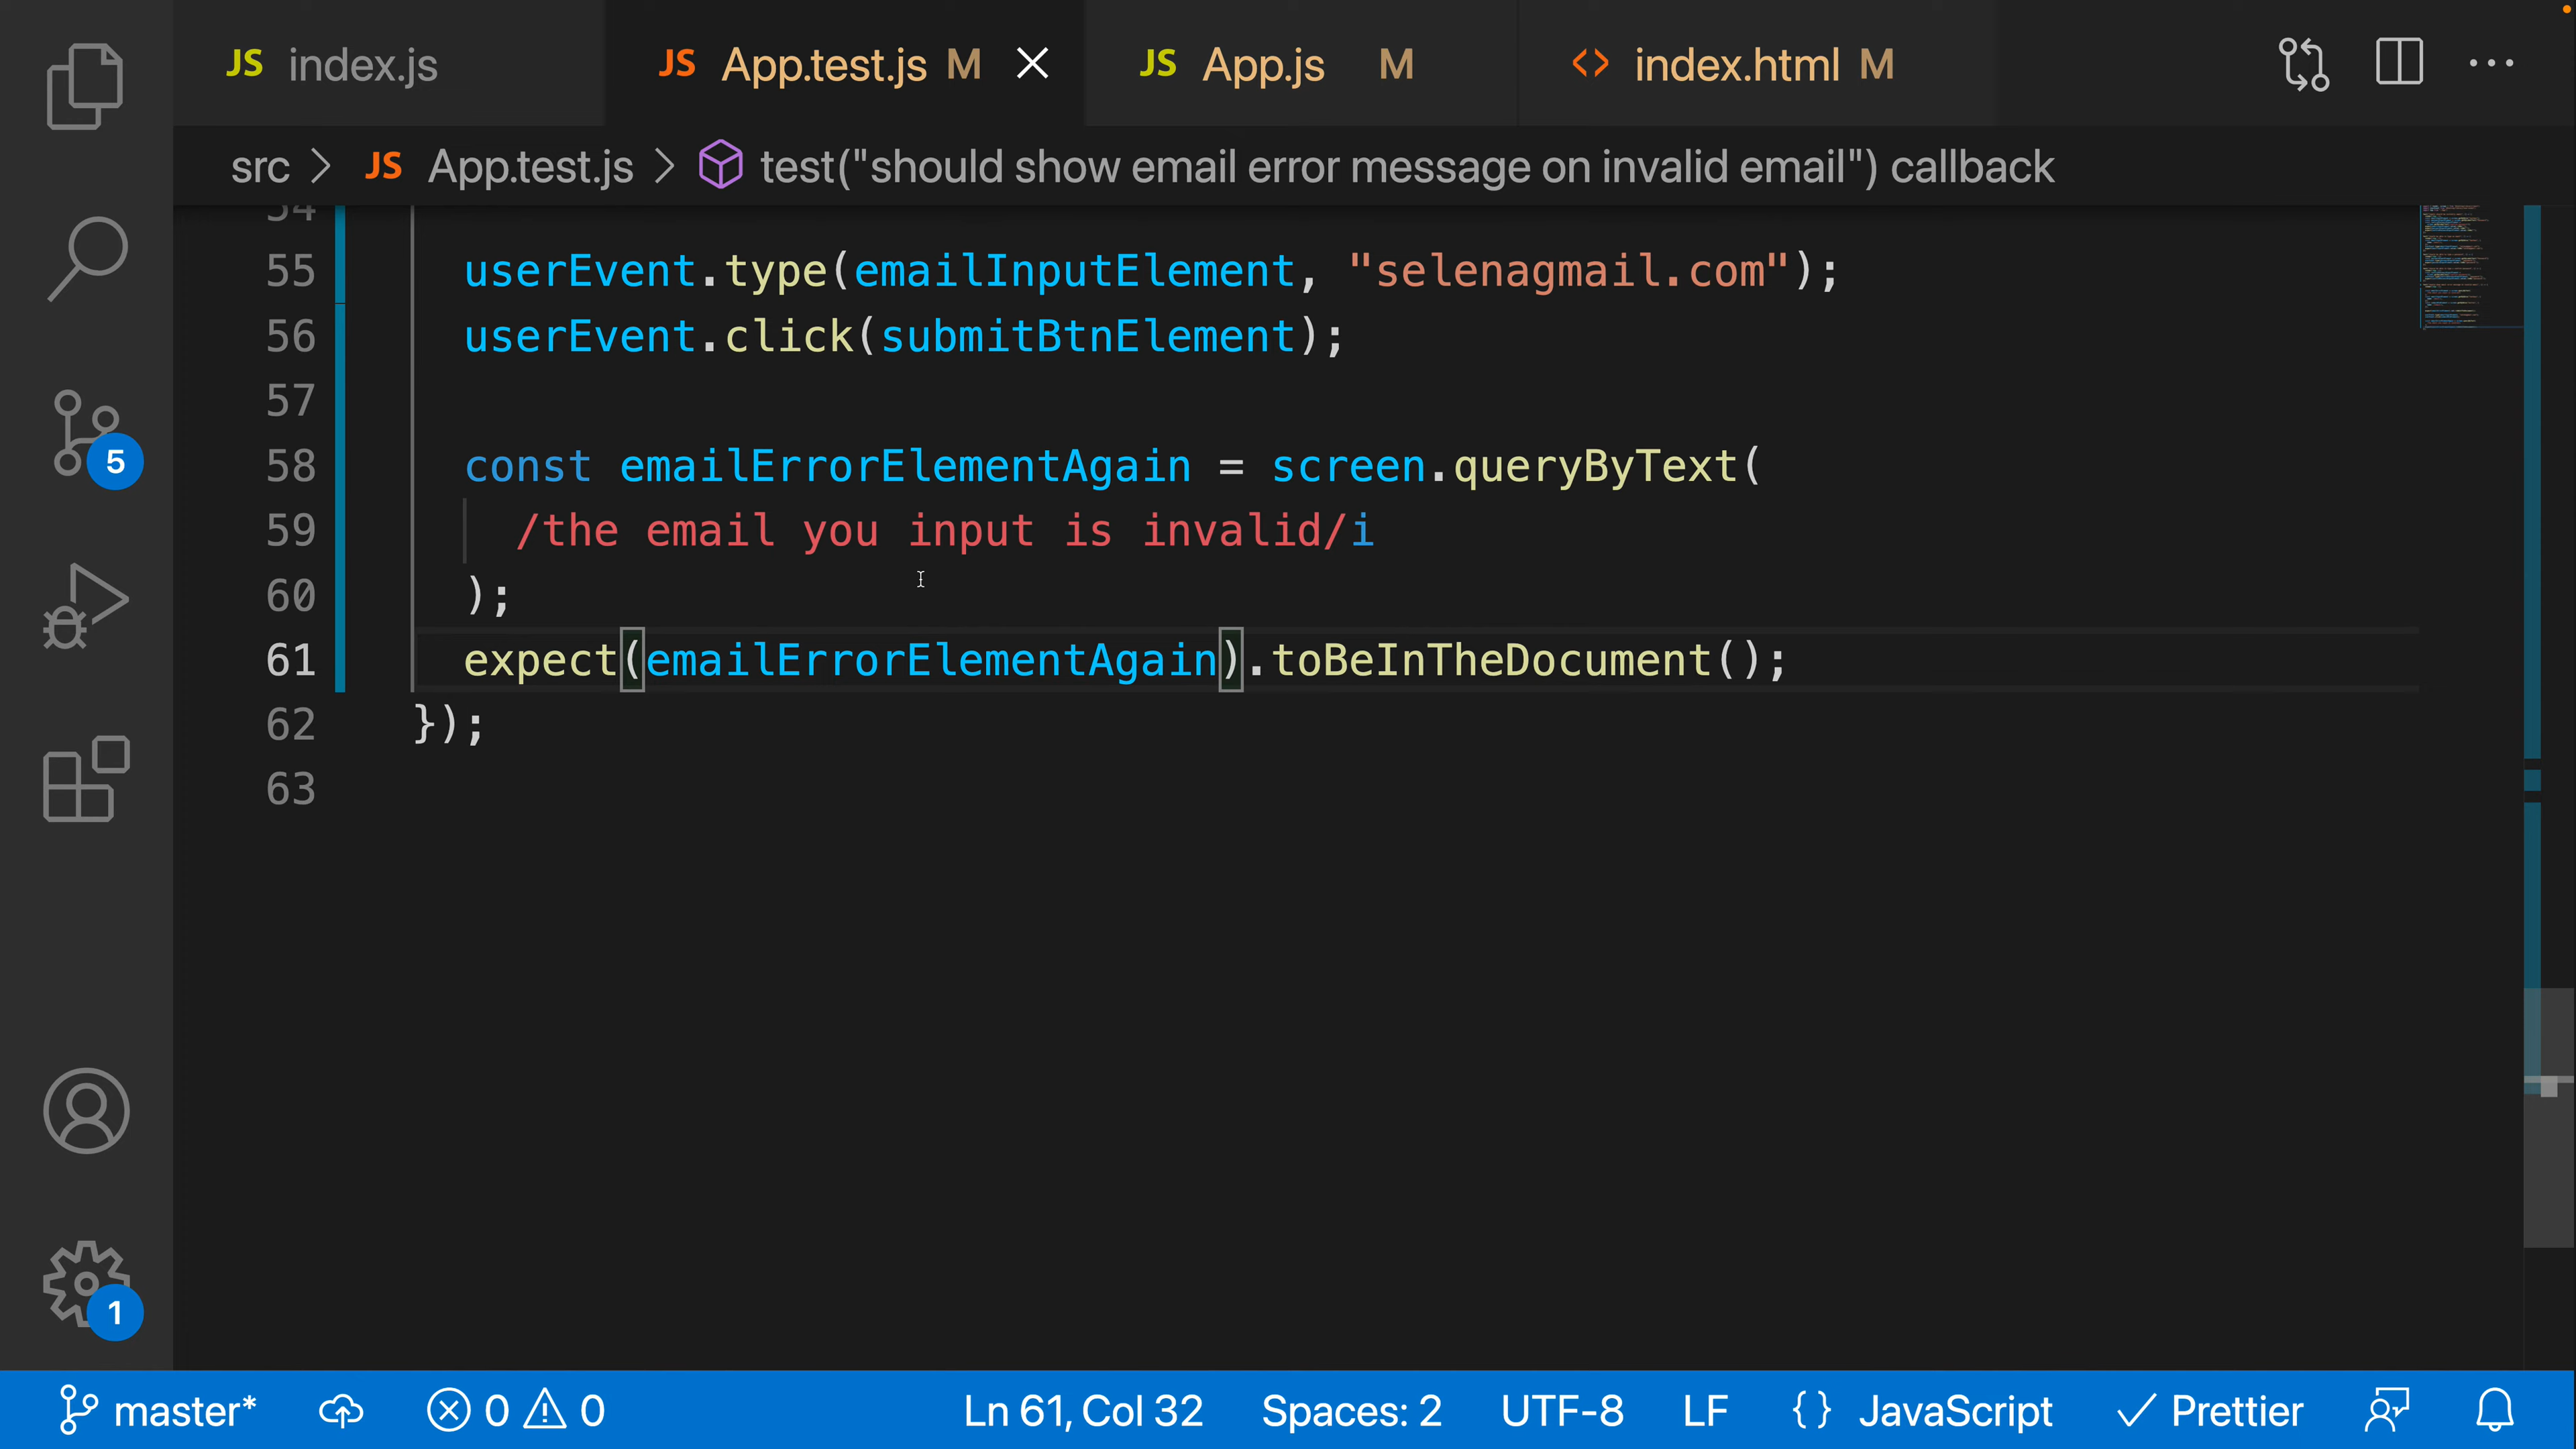 JS index.js JS App.test.js M JS App.js M <> index.html M
src > JS App.test.js > test("should show email error message on invalid email") callback
54
55 userEvent.type(emailInputElement, "selenagmail.com");
56 userEvent.click(submitBtnElement);
57
58 const emailErrorElementAgain = screen.queryByText(
59 /the email you input is invalid/i
60 );
61 expect(emailErrorElementAgain).toBeInTheDocument();
62 });
63
5
1
master* 0 0 Ln 61, Col 32 Spaces: 2 UTF-8 LF {} JavaScript Prettier